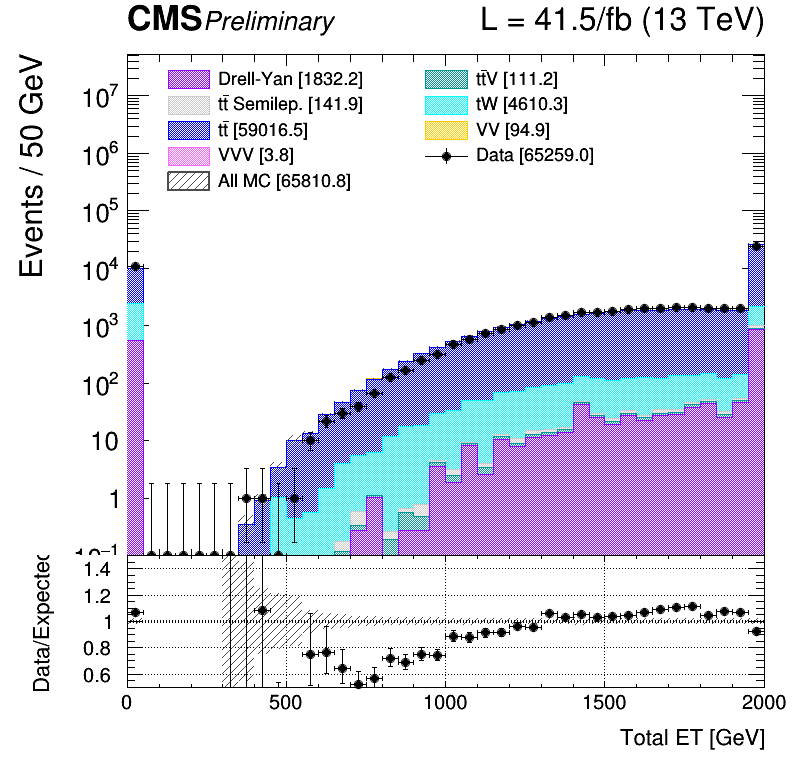 CMS Preliminary L = 41.5/fb (13 TeV)
Events / 50 GeV
Drell-Yan [1832.2] tt̄V [111.2]
tt̄ Semilep. [141.9] tW [4610.3]
tt̄ [59016.5] VV [94.9]
VVV [3.8] Data [65259.0]
All MC [65810.8]
10⁷
10⁶
10⁵
10⁴
10³
10²
10
1
10⁻¹
Data/Expected
1.4
1.2
1
0.8
0.6
0 500 1000 1500 2000
Total ET [GeV]